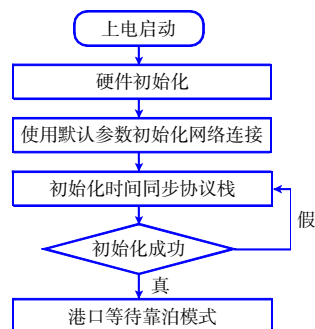 上电启动
硬件初始化
使用默认参数初始化网络连接
初始化时间同步协议栈
初始化成功
假
真
港口等待靠泊模式